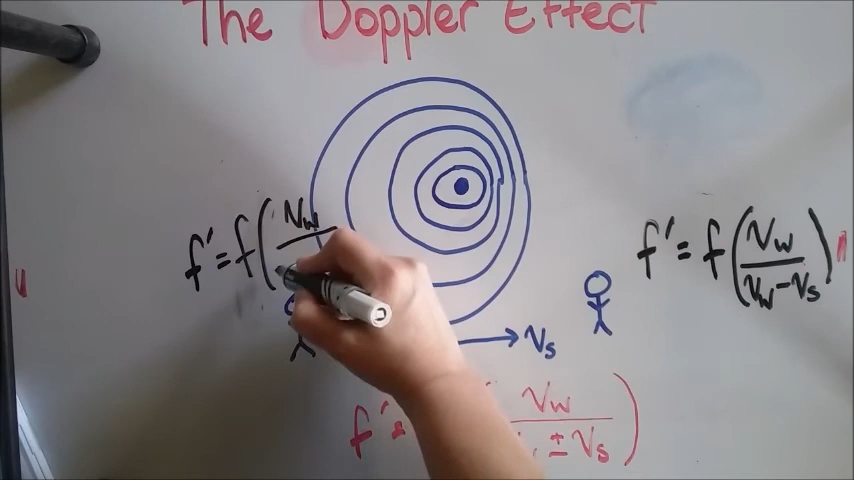 The Doppler Effect
f' = f( Vw
f' = f( Vw / Vw - Vs )
Vs
f' = Vw / ± Vs )